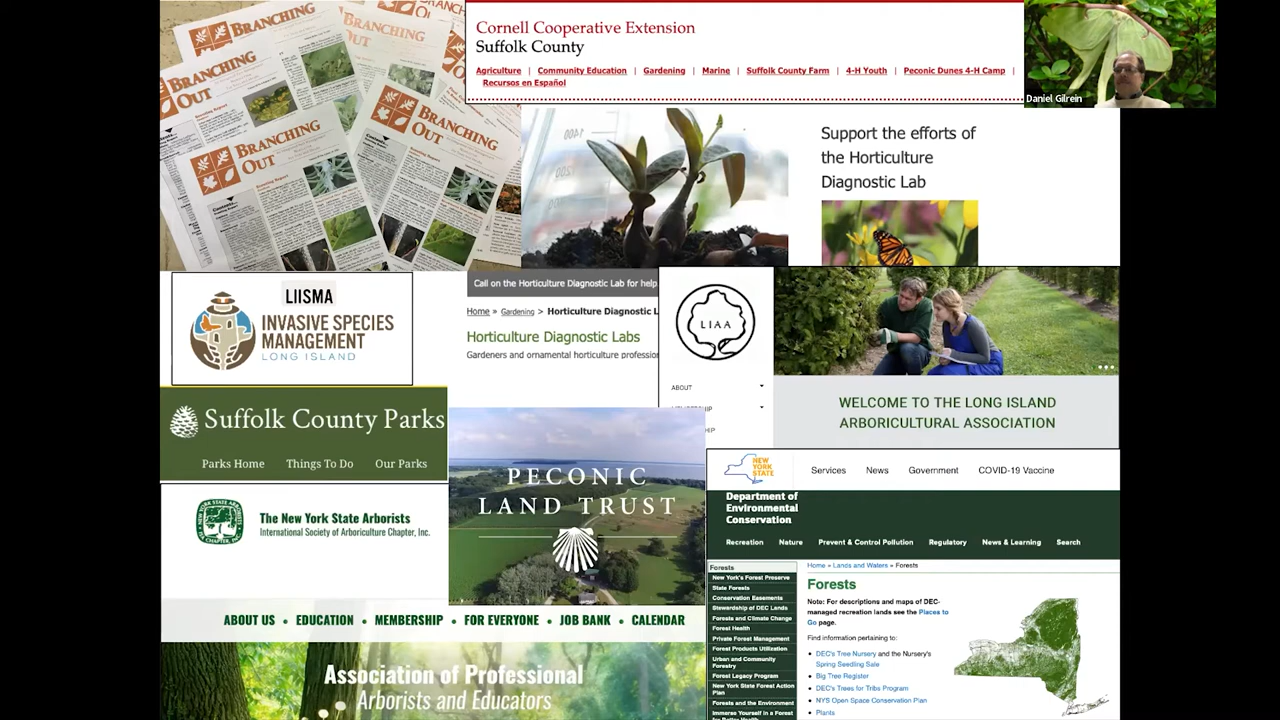 BRANCHING
OUT
BRANCHING
OUT
BRANCHING
OUT
BRANCHING
OUT
Cornell Cooperative Extension
Suffolk County
Agriculture | Community Education | Gardening | Marine | Suffolk County Farm | 4-H Youth | Peconic Dunes 4-H Camp |
Recursos en Español
Daniel Gilrein
Support the efforts of
the Horticulture
Diagnostic Lab
Call on the Horticulture Diagnostic Lab for help
Home » Gardening > Horticulture Diagnostic L
Horticulture Diagnostic Labs
Gardeners and ornamental horticulture profession
LIISMA
INVASIVE SPECIES
MANAGEMENT
LONG ISLAND
LIAA
ABOUT
WELCOME TO THE LONG ISLAND
ARBORICULTURAL ASSOCIATION
Suffolk County Parks
Parks Home Things To Do Our Parks
PECONIC
LAND TRUST
The New York State Arborists
International Society of Arboriculture Chapter, Inc.
ABOUT US • EDUCATION • MEMBERSHIP • FOR EVERYONE • JOB BANK • CALENDAR
Association of Professional
Arborists and Educators
NEW
YORK
STATE
Services News Government COVID-19 Vaccine
Department of
Environmental
Conservation
Recreation Nature Prevent & Control Pollution Regulatory News & Learning Search
Forests
New York's Forest Preserve
State Forests
Conservation Easements
Stewardship of DEC Lands
Forests and Climate Change
Forest Health
Private Forest Management
Forest Products Utilization
Urban and Community
Forestry
Forest Legacy Program
New York State Forest Action
Plan
Forests and the Environment
Immerse Yourself in a Forest
Home » Lands and Waters » Forests
Forests
Note: For descriptions and maps of DEC-
managed recreation lands see the Places to
Go page.
Find information pertaining to:
• DEC's Tree Nursery and the Nursery's
Spring Seedling Sale
• Big Tree Register
• DEC's Trees for Tribs Program
• NYS Open Space Conservation Plan
• Plants